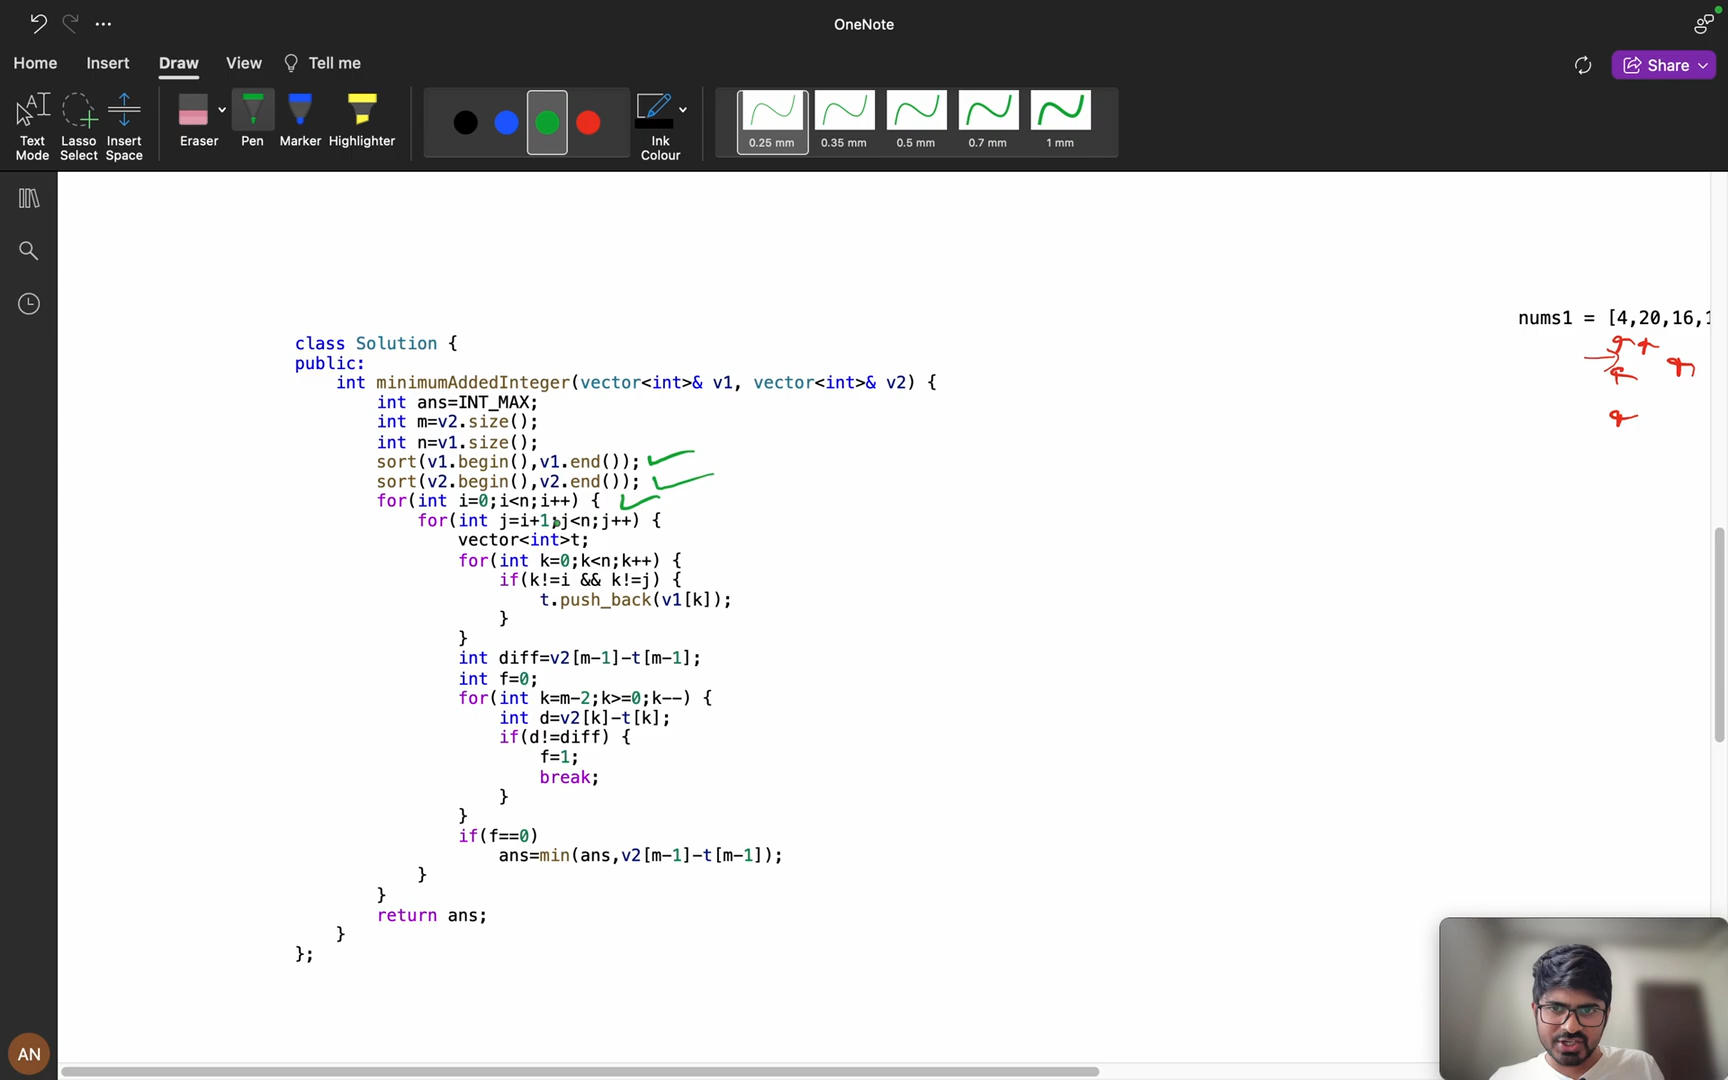 OneNote
Home Insert Draw View Tell me
Share
Text Mode
Lasso Select
Insert Space
Eraser
Pen
Marker
Highlighter
Ink Colour
0.25 mm
0.35 mm
0.5 mm
0.7 mm
1 mm
nums1 = [4,20,16,1
class Solution {
public:
    int minimumAddedInteger(vector<int>& v1, vector<int>& v2) {
        int ans=INT_MAX;
        int m=v2.size();
        int n=v1.size();
        sort(v1.begin(),v1.end());
        sort(v2.begin(),v2.end());
        for(int i=0;i<n;i++) {
            for(int j=i+1;j<n;j++) {
                vector<int>t;
                for(int k=0;k<n;k++) {
                    if(k!=i && k!=j) {
                        t.push_back(v1[k]);
                    }
                }
                int diff=v2[m-1]-t[m-1];
                int f=0;
                for(int k=m-2;k>=0;k--) {
                    int d=v2[k]-t[k];
                    if(d!=diff) {
                        f=1;
                        break;
                    }
                }
                if(f==0)
                    ans=min(ans,v2[m-1]-t[m-1]);
            }
        }
        return ans;
    }
};
AN